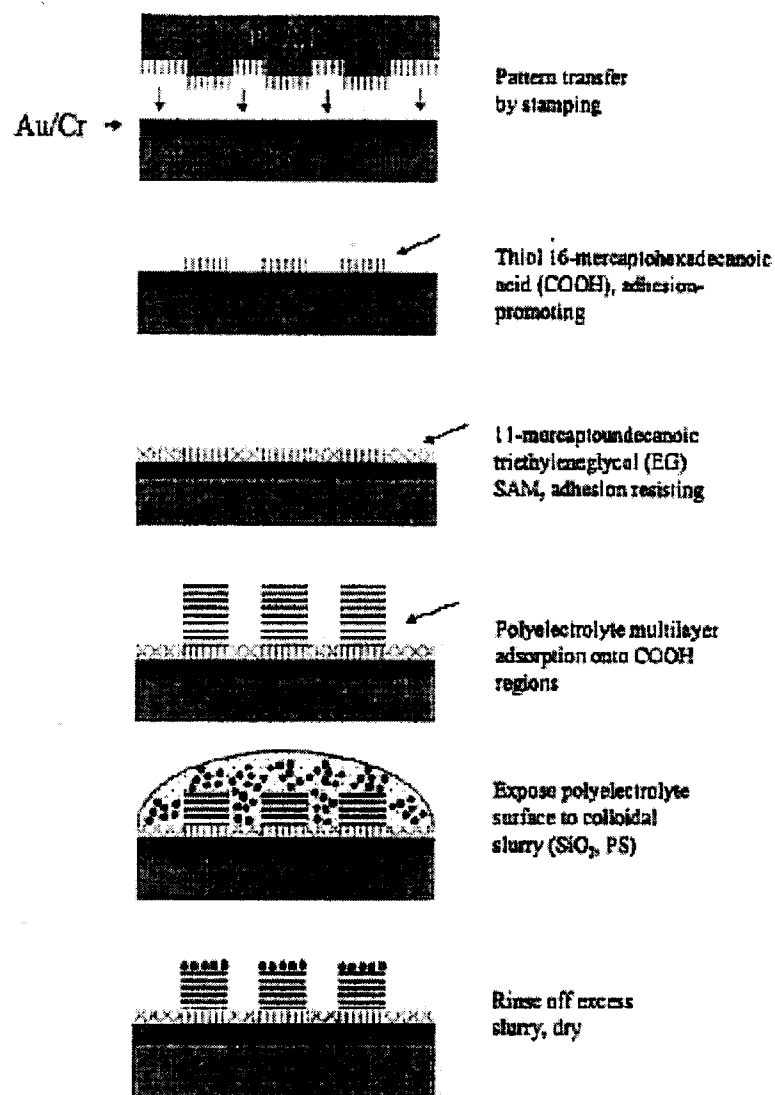 Pattern transfer
by stamping
Au/Cr
Thiol 16-mercaptohexadecanoic
acid (COOH), adhesion-
promoting
11-mercaptoundecanoic
triethyleneglycol (EG)
SAM, adhesion resisting
Polyelectrolyte multilayer
adsorption onto COOH
regions
Expose polyelectrolyte
surface to colloidal
slurry (SiO₂, PS)
Rinse off excess
slurry, dry